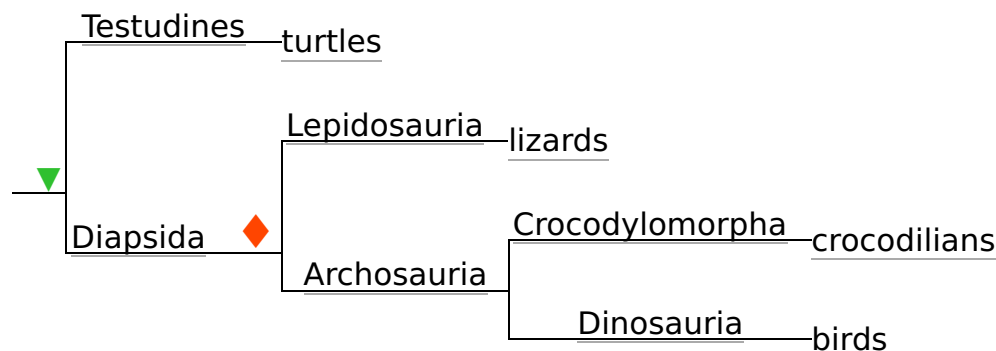 Testudines
turtles
Lepidosauria
lizards
Diapsida
Crocodylomorpha
crocodilians
Archosauria
Dinosauria
birds